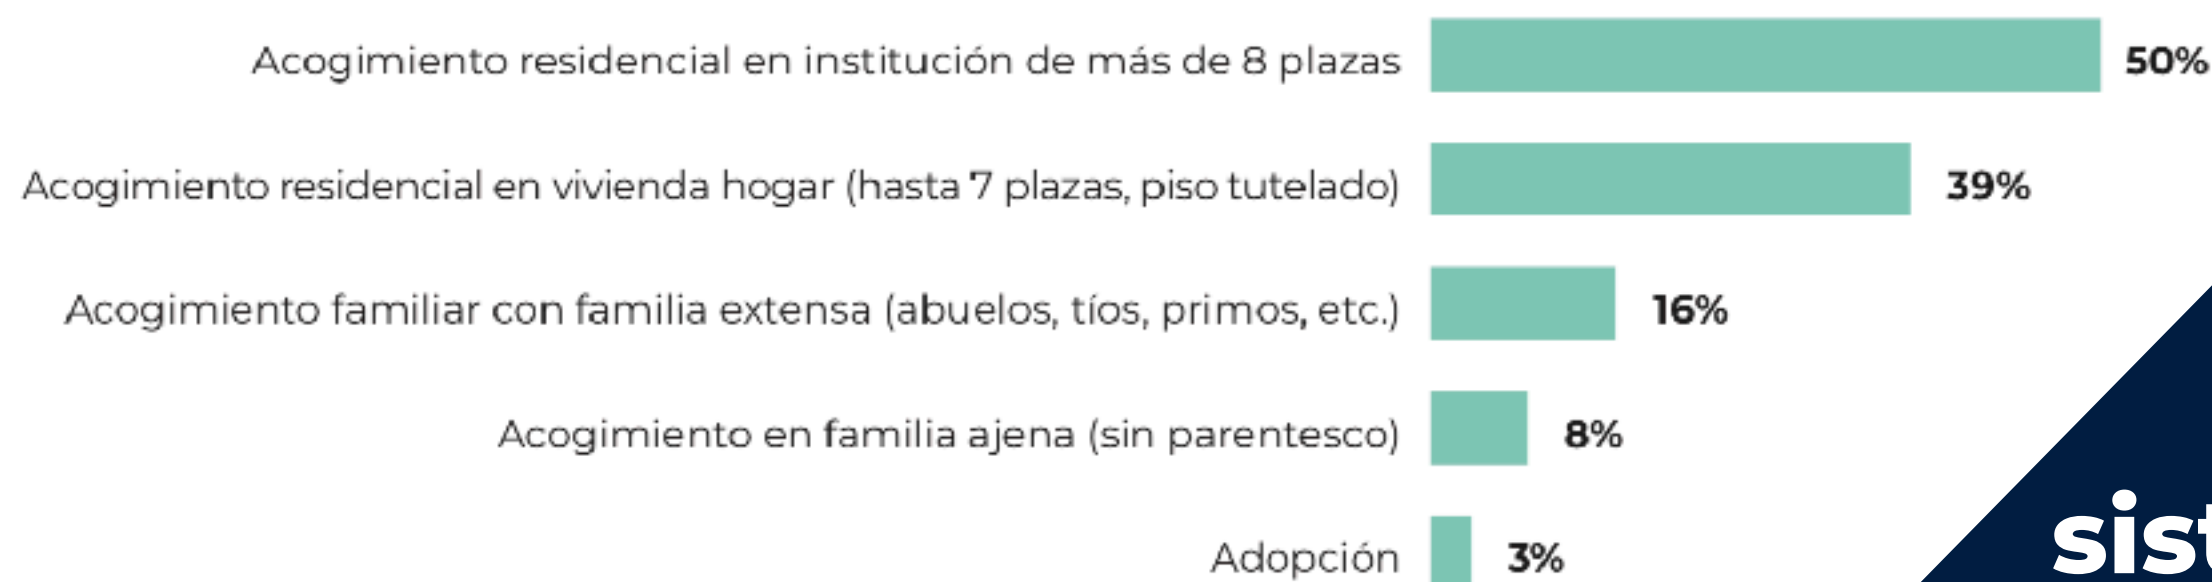 Acogimiento residencial en institución de más de 8 plazas 50%
Acogimiento residencial en vivienda hogar (hasta 7 plazas, piso tutelado) 39%
Acogimiento familiar con familia extensa (abuelos, tíos, primos, etc.) 16%
Acogimiento en familia ajena (sin parentesco) 8%
Adopción 3%